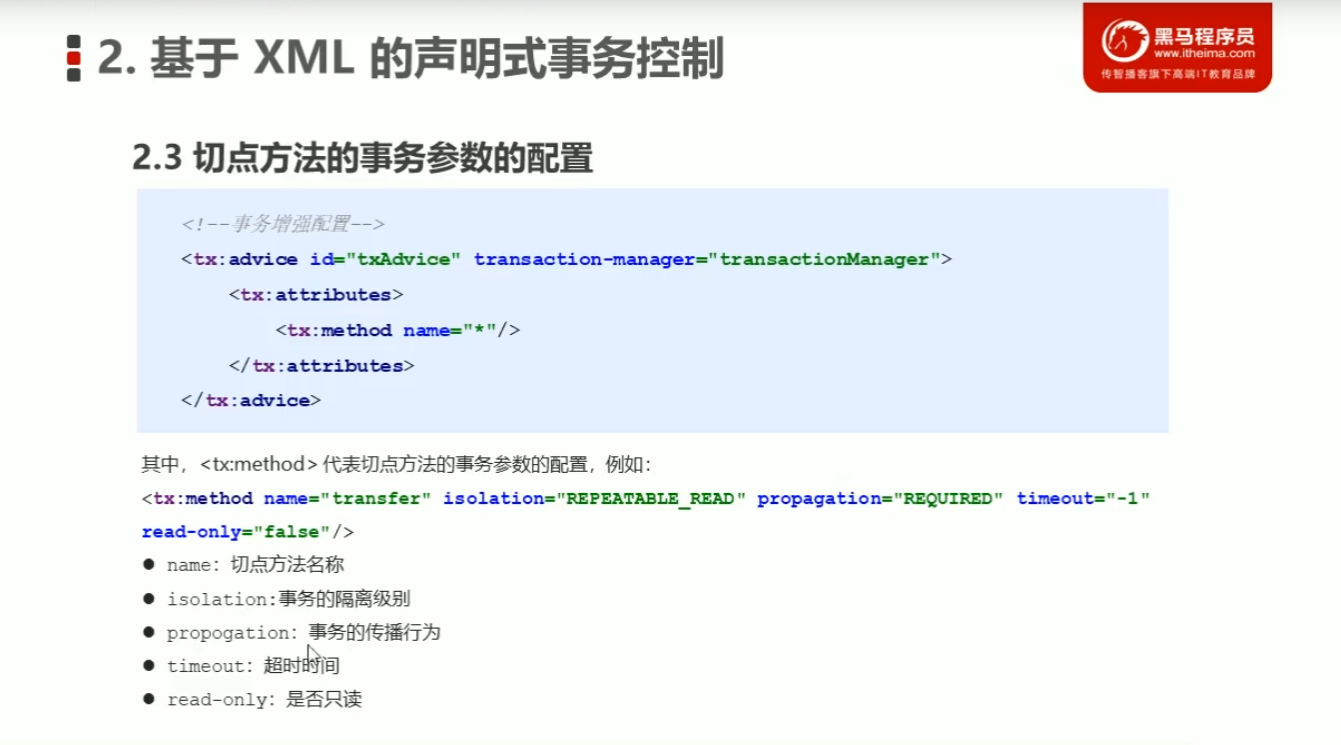 2. 基于 XML 的声明式事务控制
黑马程序员
www.itheima.com
传智播客旗下高端IT教育品牌
2.3 切点方法的事务参数的配置
<!--事务增强配置-->
<tx:advice id="txAdvice" transaction-manager="transactionManager">
<tx:attributes>
<tx:method name="*"/>
</tx:attributes>
</tx:advice>
其中，<tx:method> 代表切点方法的事务参数的配置，例如：
<tx:method name="transfer" isolation="REPEATABLE_READ" propagation="REQUIRED" timeout="-1"
read-only="false"/>
● name：切点方法名称
● isolation:事务的隔离级别
● propogation：事务的传播行为
● timeout：超时时间
● read-only：是否只读